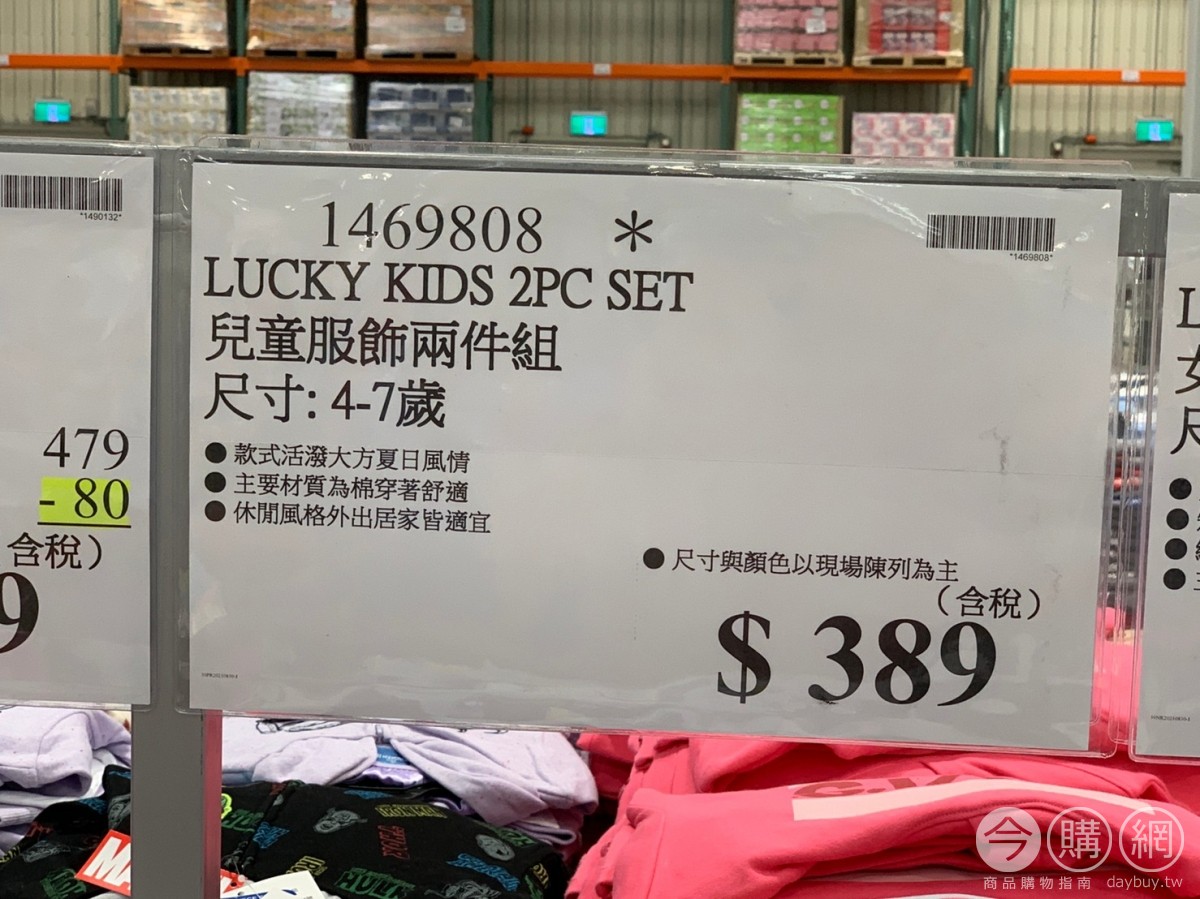 *1490132*
479
- 80
含稅）
9
1469808 *
*1469808*
LUCKY KIDS 2PC SET
兒童服飾兩件組
尺寸: 4-7歲
● 款式活潑大方夏日風情
● 主要材質為棉穿著舒適
● 休閒風格外出居家皆適宜
● 尺寸與顏色以現場陳列為主
（含稅）
$ 389
L
女
尺
今購網
商品購物指南 daybuy.tw